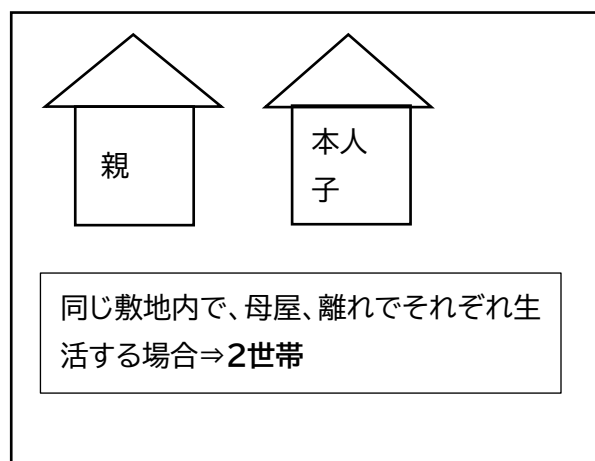 親
本人
子
同じ敷地内で、母屋、離れでそれぞれ生
活する場合⇒2世帯